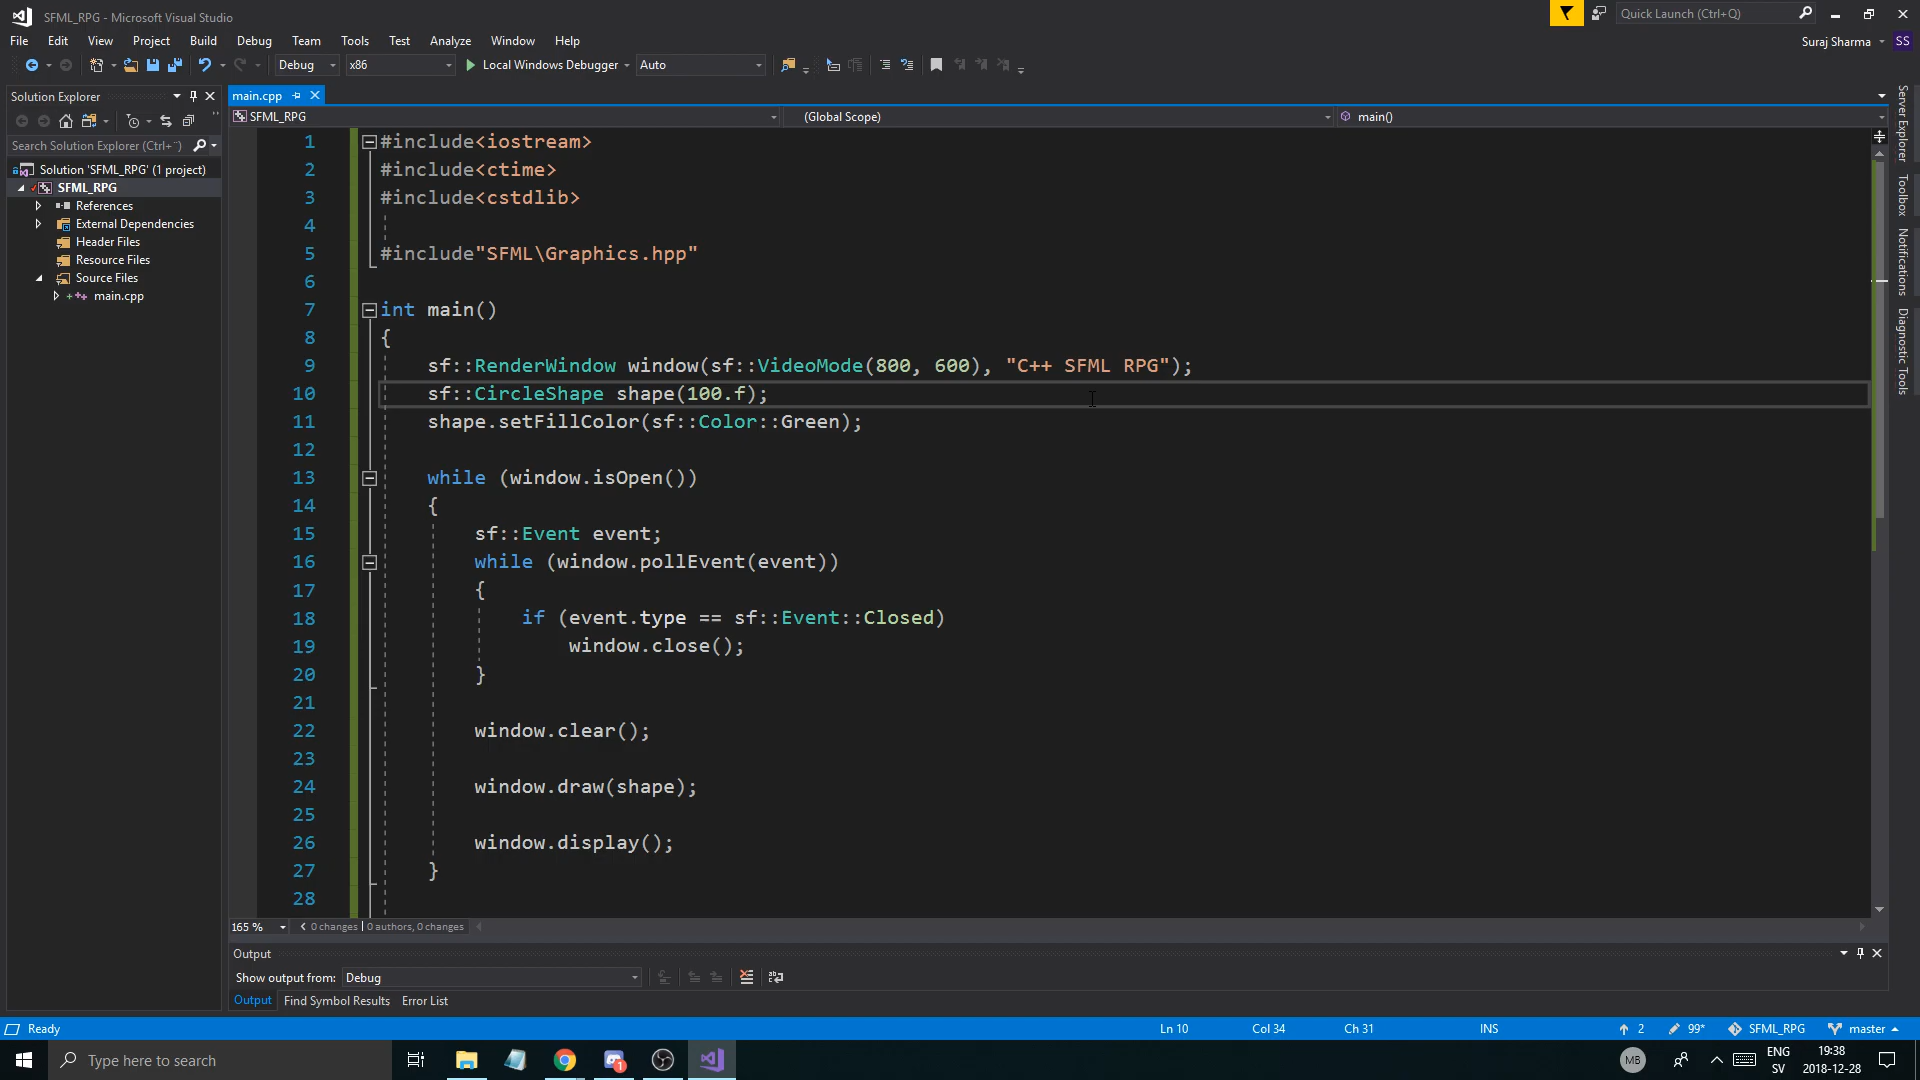 SFML_RPG - Microsoft Visual Studio
Quick Launch (Ctrl+Q)
File Edit View Project Build Debug Team Tools Test Analyze Window Help
Suraj Sharma SS
Debug x86 Local Windows Debugger Auto
Solution Explorer
main.cpp
SFML_RPG (Global Scope) main()
Search Solution Explorer (Ctrl+¨)
Solution 'SFML_RPG' (1 project)
SFML_RPG
References
External Dependencies
Header Files
Resource Files
Source Files
main.cpp
1 #include<iostream>
2 #include<ctime>
3 #include<cstdlib>
4
5 #include"SFML\Graphics.hpp"
6
7 int main()
8 {
9 sf::RenderWindow window(sf::VideoMode(800, 600), "C++ SFML RPG");
10 sf::CircleShape shape(100.f);
11 shape.setFillColor(sf::Color::Green);
12
13 while (window.isOpen())
14 {
15 sf::Event event;
16 while (window.pollEvent(event))
17 {
18 if (event.type == sf::Event::Closed)
19 window.close();
20 }
21
22 window.clear();
23
24 window.draw(shape);
25
26 window.display();
27 }
28
Server Explorer
Toolbox
Notifications
Diagnostic Tools
165 % 0 changes | 0 authors, 0 changes
Output
Show output from: Debug
Output Find Symbol Results Error List
Ready Ln 10 Col 34 Ch 31 INS 2 99* SFML_RPG master
Type here to search
1
MB
ENG
SV
19:38
2018-12-28